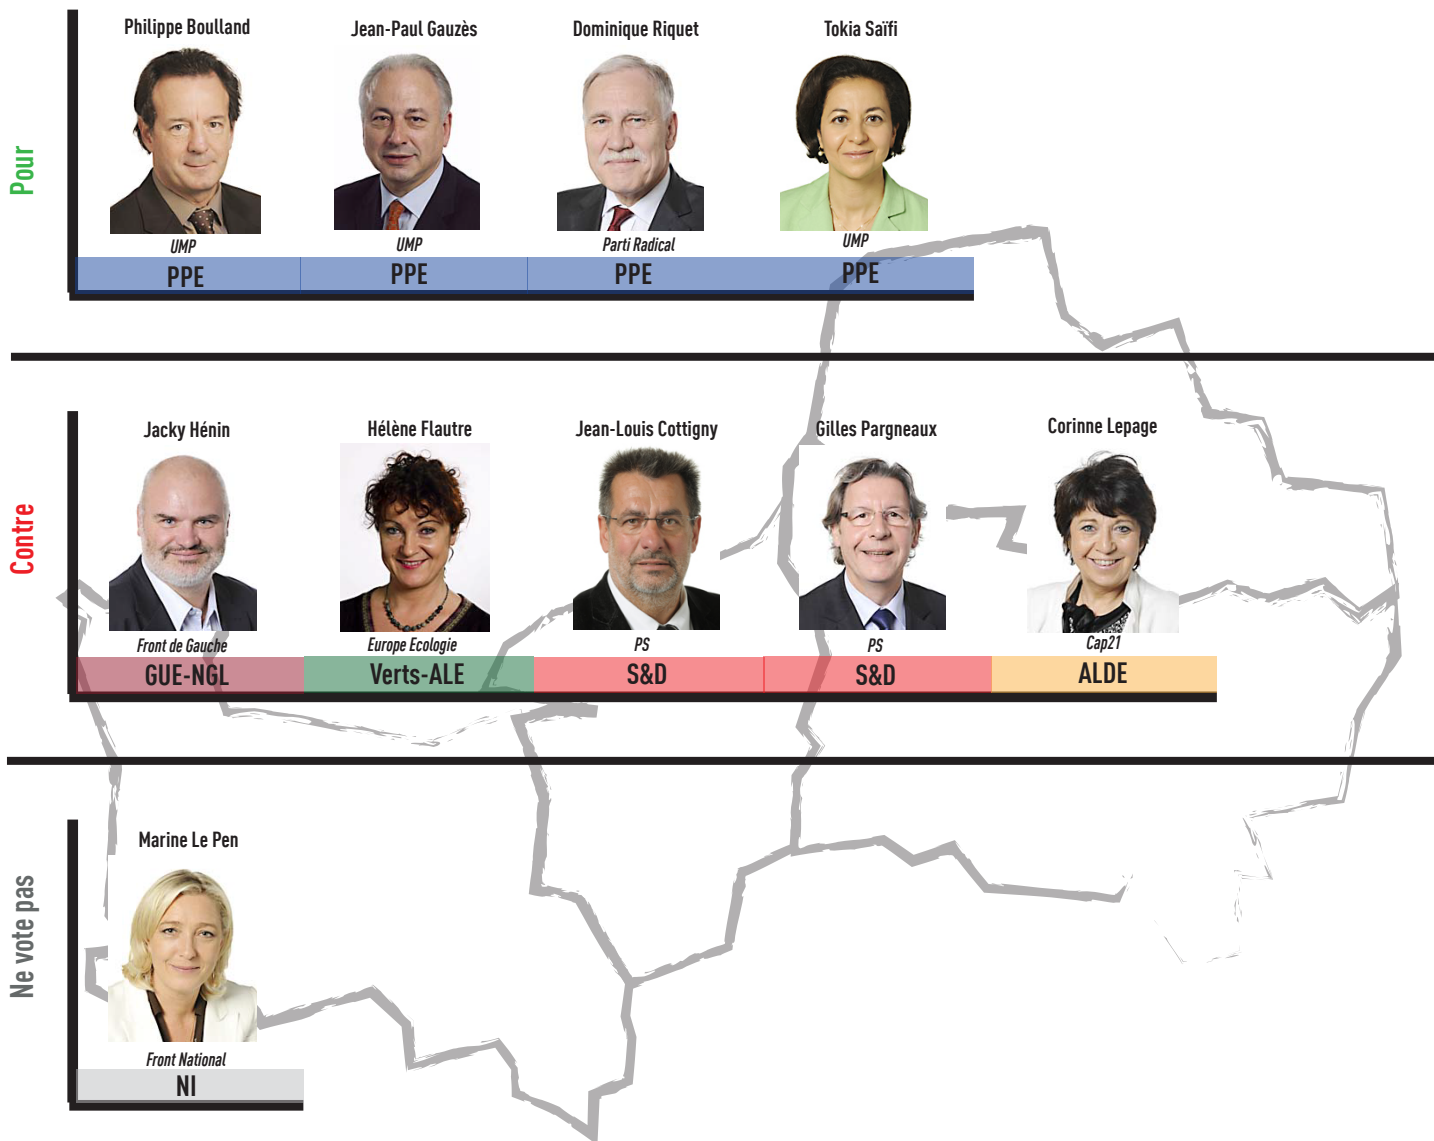 Pour
Philippe Boulland
Jean-Paul Gauzès
Dominique Riquet
Tokia Saïfi
UMP
UMP
Parti Radical
UMP
PPE
PPE
PPE
PPE
Contre
Jacky Hénin
Hélène Flautre
Jean-Louis Cottigny
Gilles Pargneaux
Corinne Lepage
Front de Gauche
Europe Ecologie
PS
PS
Cap21
GUE-NGL
Verts-ALE
S&D
S&D
ALDE
Ne vote pas
Marine Le Pen
Front National
NI